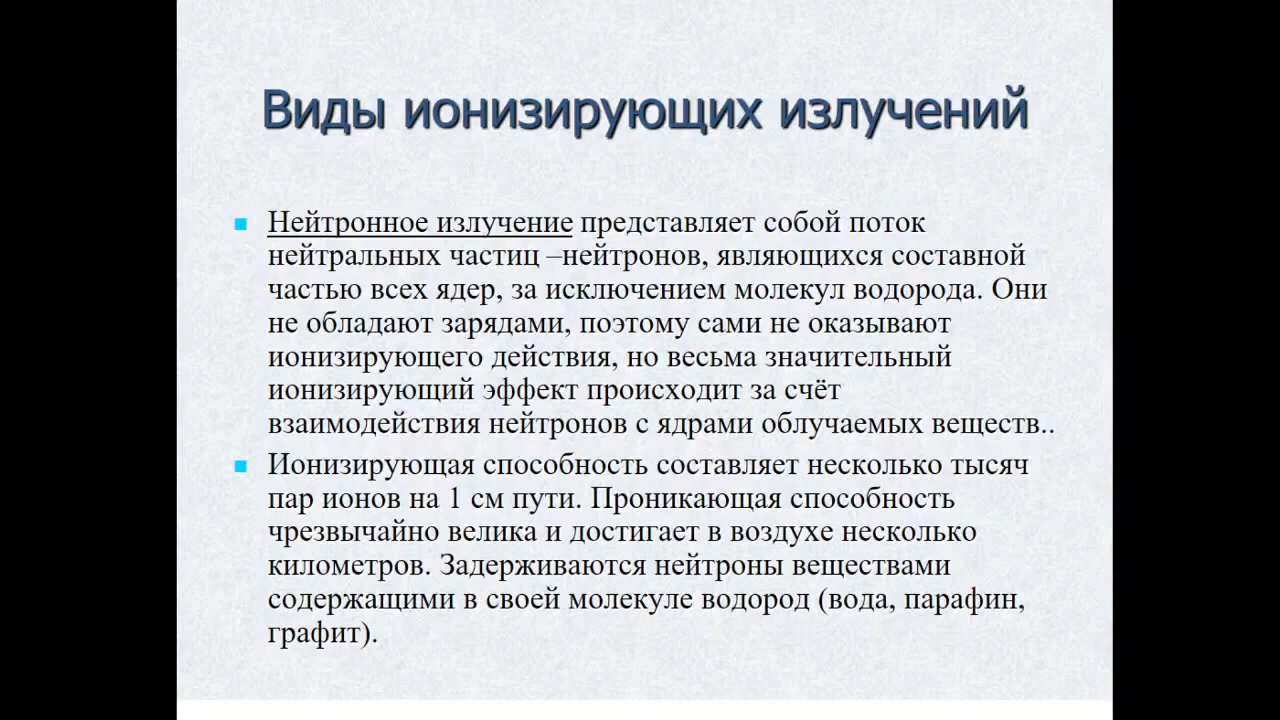 Виды ионизирующих излучений
Нейтронное излучение представляет собой поток
нейтральных частиц –нейтронов, являющихся составной
частью всех ядер, за исключением молекул водорода. Они
не обладают зарядами, поэтому сами не оказывают
ионизирующего действия, но весьма значительный
ионизирующий эффект происходит за счёт
взаимодействия нейтронов с ядрами облучаемых веществ..
Ионизирующая способность составляет несколько тысяч
пар ионов на 1 см пути. Проникающая способность
чрезвычайно велика и достигает в воздухе несколько
километров. Задерживаются нейтроны веществами
содержащими в своей молекуле водород (вода, парафин,
графит).